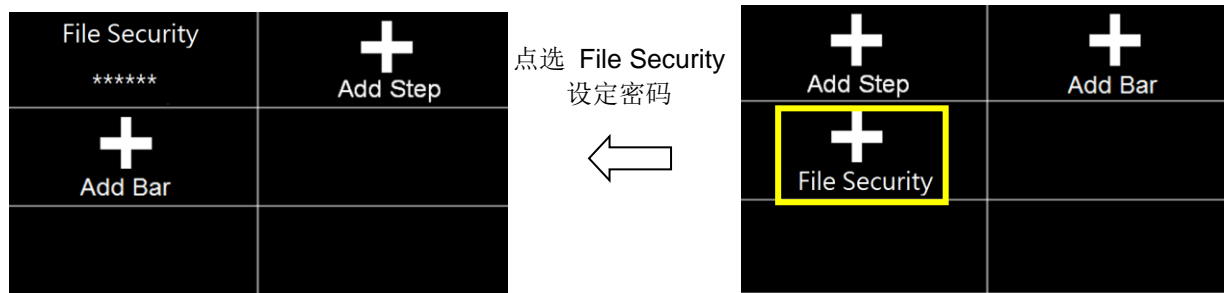 File Security
******
Add Step
Add Bar
点选 File Security
设定密码
Add Step
Add Bar
File Security